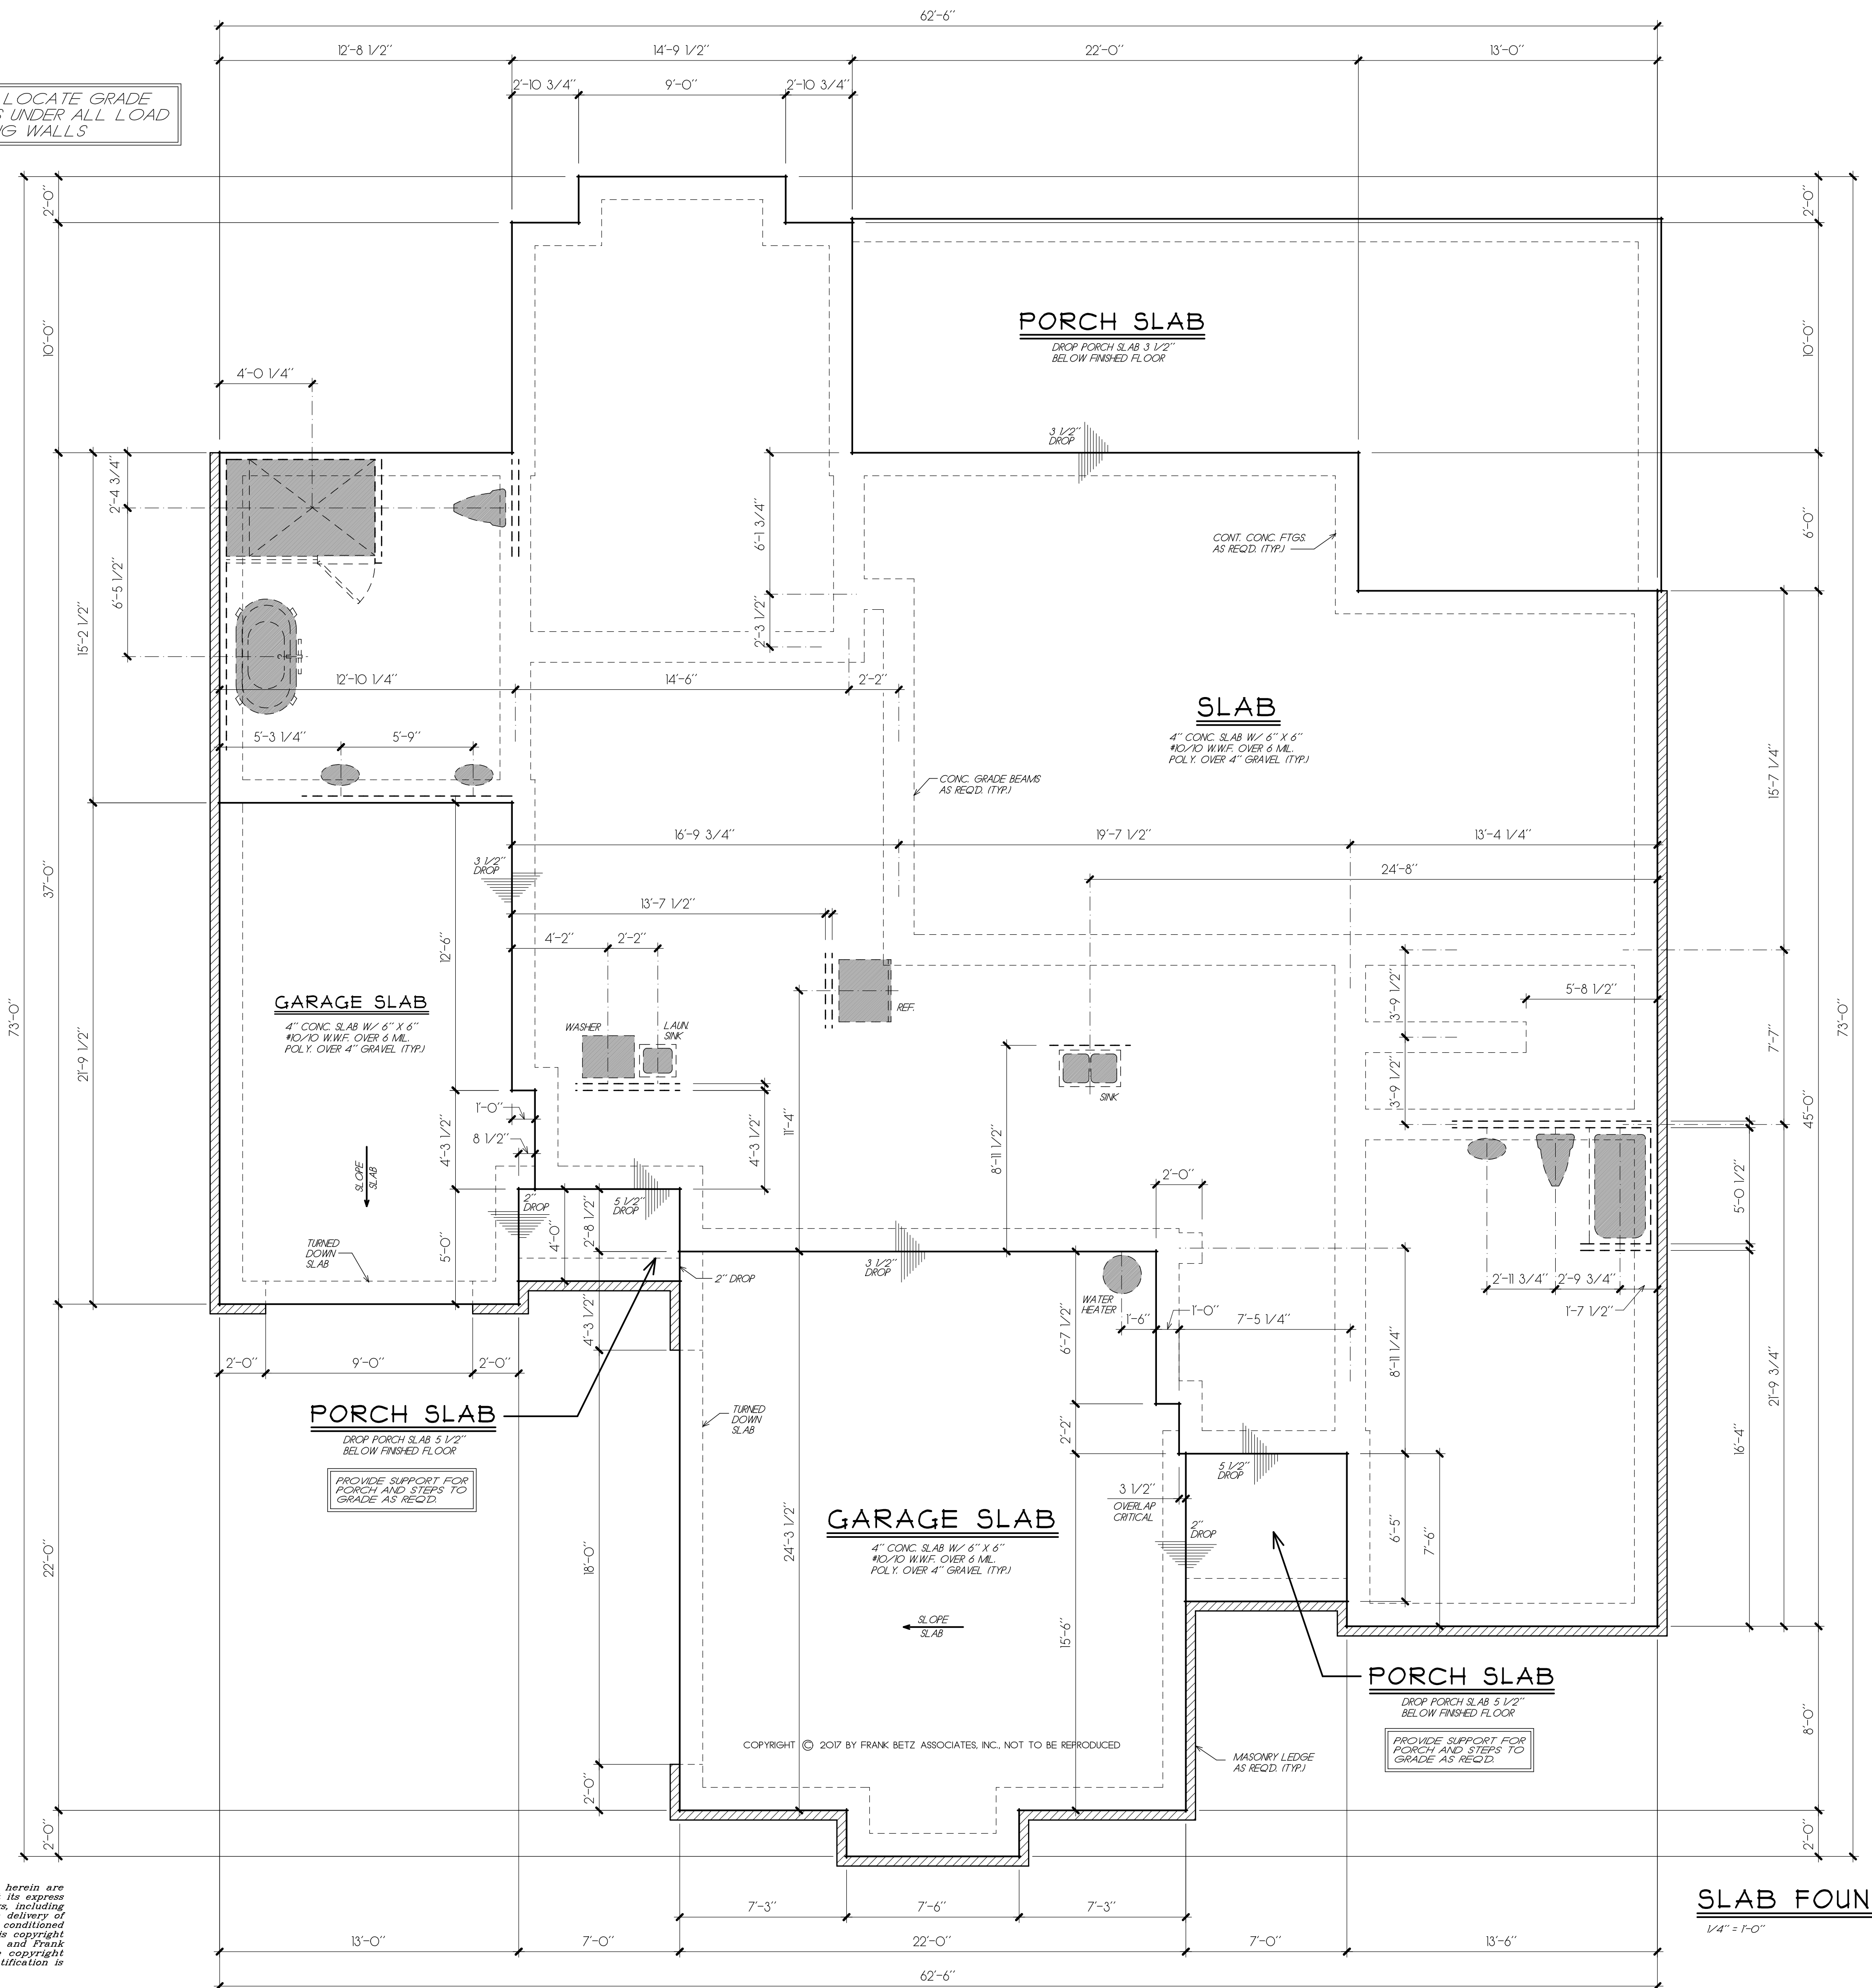 62'-6"
12'-8 1/2"
14'-9 1/2"
22'-0"
13'-0"
2'-10 3/4"
9'-0"
2'-10 3/4"
LOCATE GRADE
UNDER ALL LOAD
WALLS
2'-0"
2'-0"
10'-0"
10'-0"
PORCH SLAB
DROP PORCH SLAB 3 1/2"
BELOW FINISHED FLOOR
4'-0 1/4"
3 1/2"
DROP
2'-4 3/4"
6'-1 3/4"
6'-0"
CONT. CONC. FTGS.
AS REQ'D. (TYP.)
6'-5 1/2"
2'-3 1/2"
15'-2 1/2"
12'-10 1/4"
14'-6"
2'-2"
SLAB
4" CONC. SLAB W/ 6" X 6"
#10/10 W.W.F. OVER 6 MIL.
POLY. OVER 4" GRAVEL (TYP.)
5'-3 1/4"
5'-9"
15'-7 1/4"
CONC. GRADE BEAMS
AS REQ'D. (TYP.)
16'-9 3/4"
19'-7 1/2"
13'-4 1/4"
3 1/2"
DROP
24'-8"
37'-0"
13'-7 1/2"
4'-2"
2'-2"
12'-6"
GARAGE SLAB
4" CONC. SLAB W/ 6" X 6"
#10/10 W.W.F. OVER 6 MIL.
POLY. OVER 4" GRAVEL (TYP.)
73'-0"
21'-9 1/2"
WASHER
LAUN.
SINK
REF.
SINK
3'-9 1/2"
5'-8 1/2"
7'-7"
73'-0"
3'-9 1/2"
45'-0"
1'-0"
8 1/2"
4'-3 1/2"
4'-3 1/2"
11'-4"
8'-11 1/2"
SLOPE
SLAB
2"
DROP
5 1/2"
DROP
2'-0"
5'-0 1/2"
TURNED
DOWN
SLAB
5'-0"
4'-0"
2'-8 1/2"
2" DROP
3 1/2"
DROP
WATER
HEATER
2'-11 3/4"
2'-9 3/4"
1'-7 1/2"
4'-3 1/2"
1'-6"
1'-0"
7'-5 1/4"
6'-7 1/2"
8'-11 1/4"
2'-0"
9'-0"
2'-0"
21'-9 3/4"
PORCH SLAB
DROP PORCH SLAB 5 1/2"
BELOW FINISHED FLOOR
PROVIDE SUPPORT FOR
PORCH AND STEPS TO
GRADE AS REQ'D.
TURNED
DOWN
SLAB
2'-2"
16'-4"
5 1/2"
DROP
3 1/2"
OVERLAP
CRITICAL
2"
DROP
6'-5"
7'-6"
22'-0"
18'-0"
24'-3 1/2"
GARAGE SLAB
4" CONC. SLAB W/ 6" X 6"
#10/10 W.W.F. OVER 6 MIL.
POLY. OVER 4" GRAVEL (TYP.)
SLOPE
SLAB
15'-6"
PORCH SLAB
DROP PORCH SLAB 5 1/2"
BELOW FINISHED FLOOR
PROVIDE SUPPORT FOR
PORCH AND STEPS TO
GRADE AS REQ'D.
8'-0"
COPYRIGHT © 2017 BY FRANK BETZ ASSOCIATES, INC., NOT TO BE REPRODUCED
MASONRY LEDGE
AS REQ'D. (TYP.)
2'-0"
2'-0"
2'-0"
herein are
its express
including
delivery of
conditioned
copyright
and Frank
copyright
is
7'-3"
7'-6"
7'-3"
SLAB FOUN
1/4" = 1'-0"
13'-0"
7'-0"
22'-0"
7'-0"
13'-6"
62'-6"